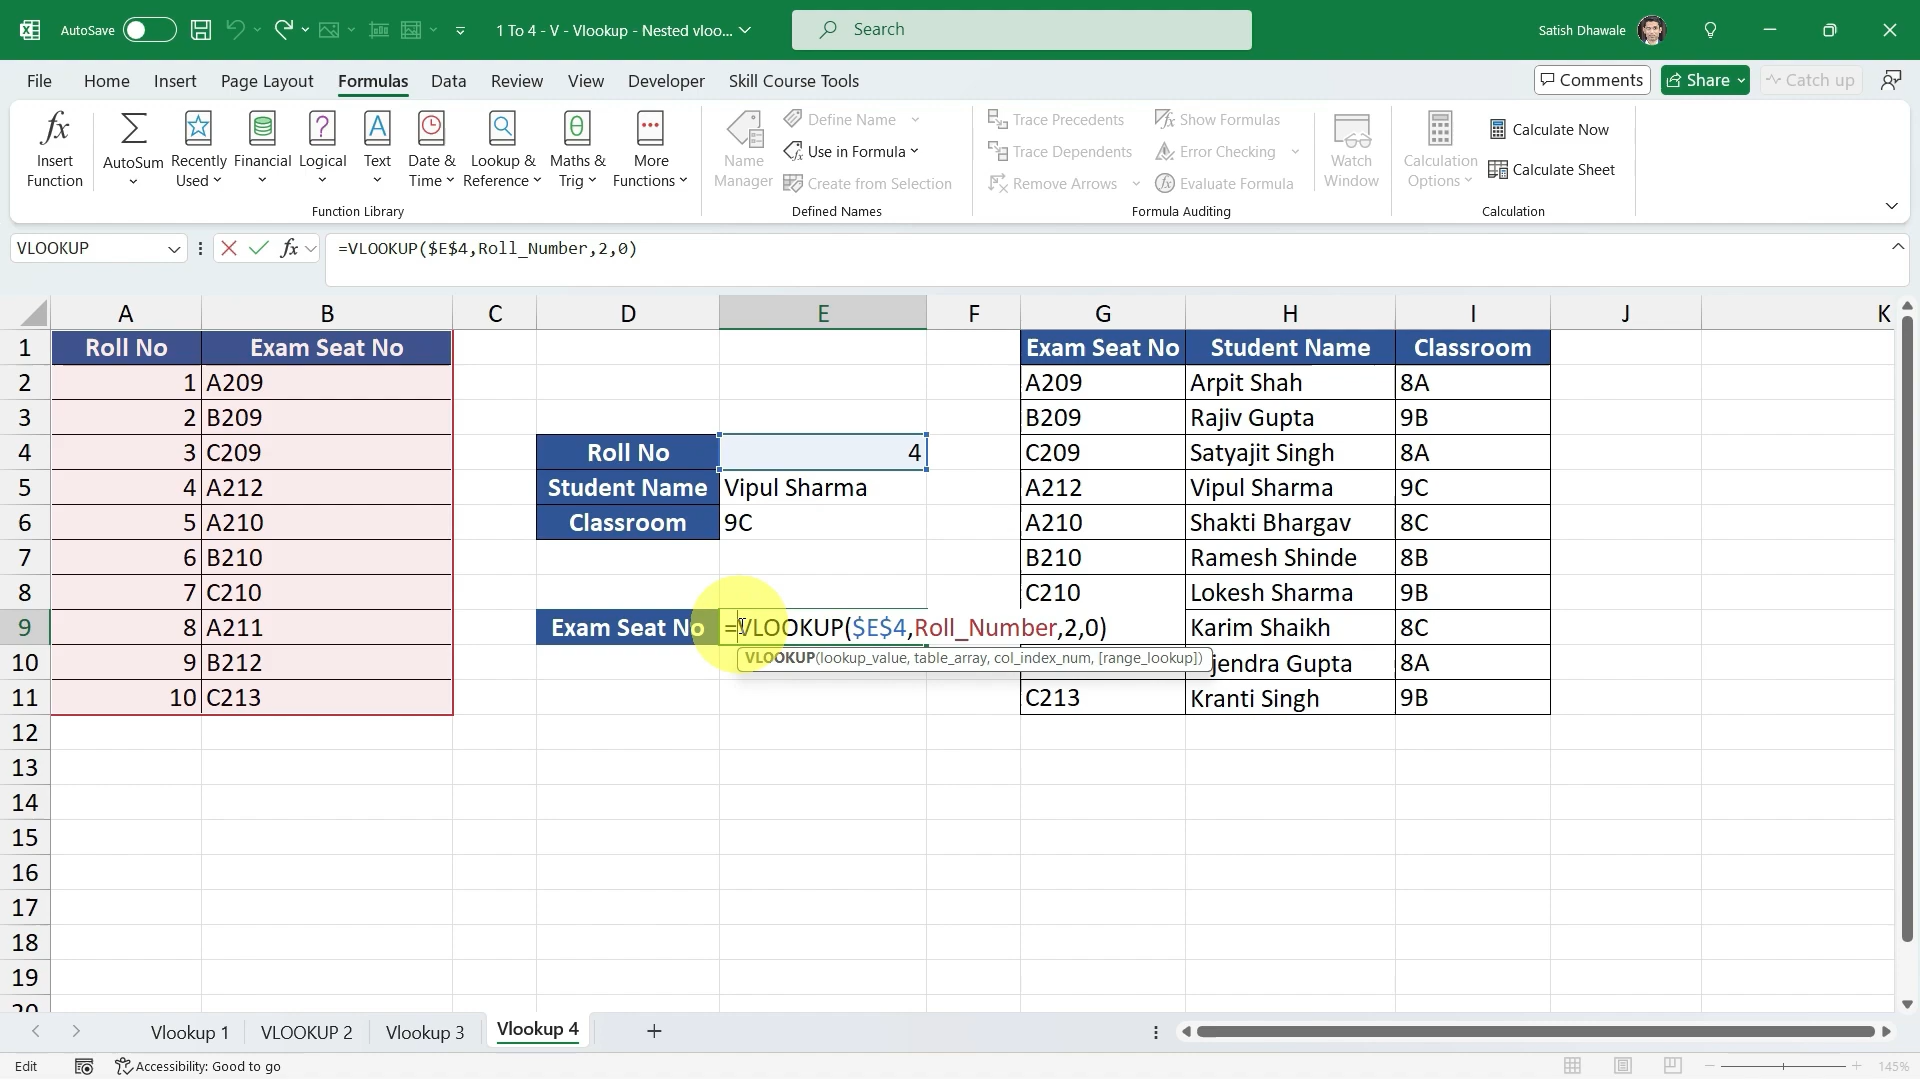 AutoSave
1 To 4 - V - Vlookup - Nested vloo...
Search
Satish Dhawale
File Home Insert Page Layout Formulas Data Review View Developer Skill Course Tools
Comments Share Catch up
Insert Function
AutoSum
Recently Used
Financial
Logical
Text
Date & Time
Lookup & Reference
Maths & Trig
More Functions
Function Library
Name Manager
Define Name
Use in Formula
Create from Selection
Defined Names
Trace Precedents
Trace Dependents
Remove Arrows
Show Formulas
Error Checking
Evaluate Formula
Formula Auditing
Watch Window
Calculation Options
Calculate Now
Calculate Sheet
Calculation
VLOOKUP fx =VLOOKUP($E$4,Roll_Number,2,0)
A B C D E F G H I J K
1 Roll No Exam Seat No Exam Seat No Student Name Classroom
2 1 A209 A209 Arpit Shah 8A
3 2 B209 B209 Rajiv Gupta 9B
4 3 C209 Roll No 4 C209 Satyajit Singh 8A
5 4 A212 Student Name Vipul Sharma A212 Vipul Sharma 9C
6 5 A210 Classroom 9C A210 Shakti Bhargav 8C
7 6 B210 B210 Ramesh Shinde 8B
8 7 C210 C210 Lokesh Sharma 9B
9 8 A211 Exam Seat No =VLOOKUP($E$4,Roll_Number,2,0) Karim Shaikh 8C
VLOOKUP(lookup_value, table_array, col_index_num, [range_lookup])
10 9 B212 jendra Gupta 8A
11 10 C213 C213 Kranti Singh 9B
12
13
14
15
16
17
18
19
20
Vlookup 1 VLOOKUP 2 Vlookup 3 Vlookup 4
Edit Accessibility: Good to go 145%